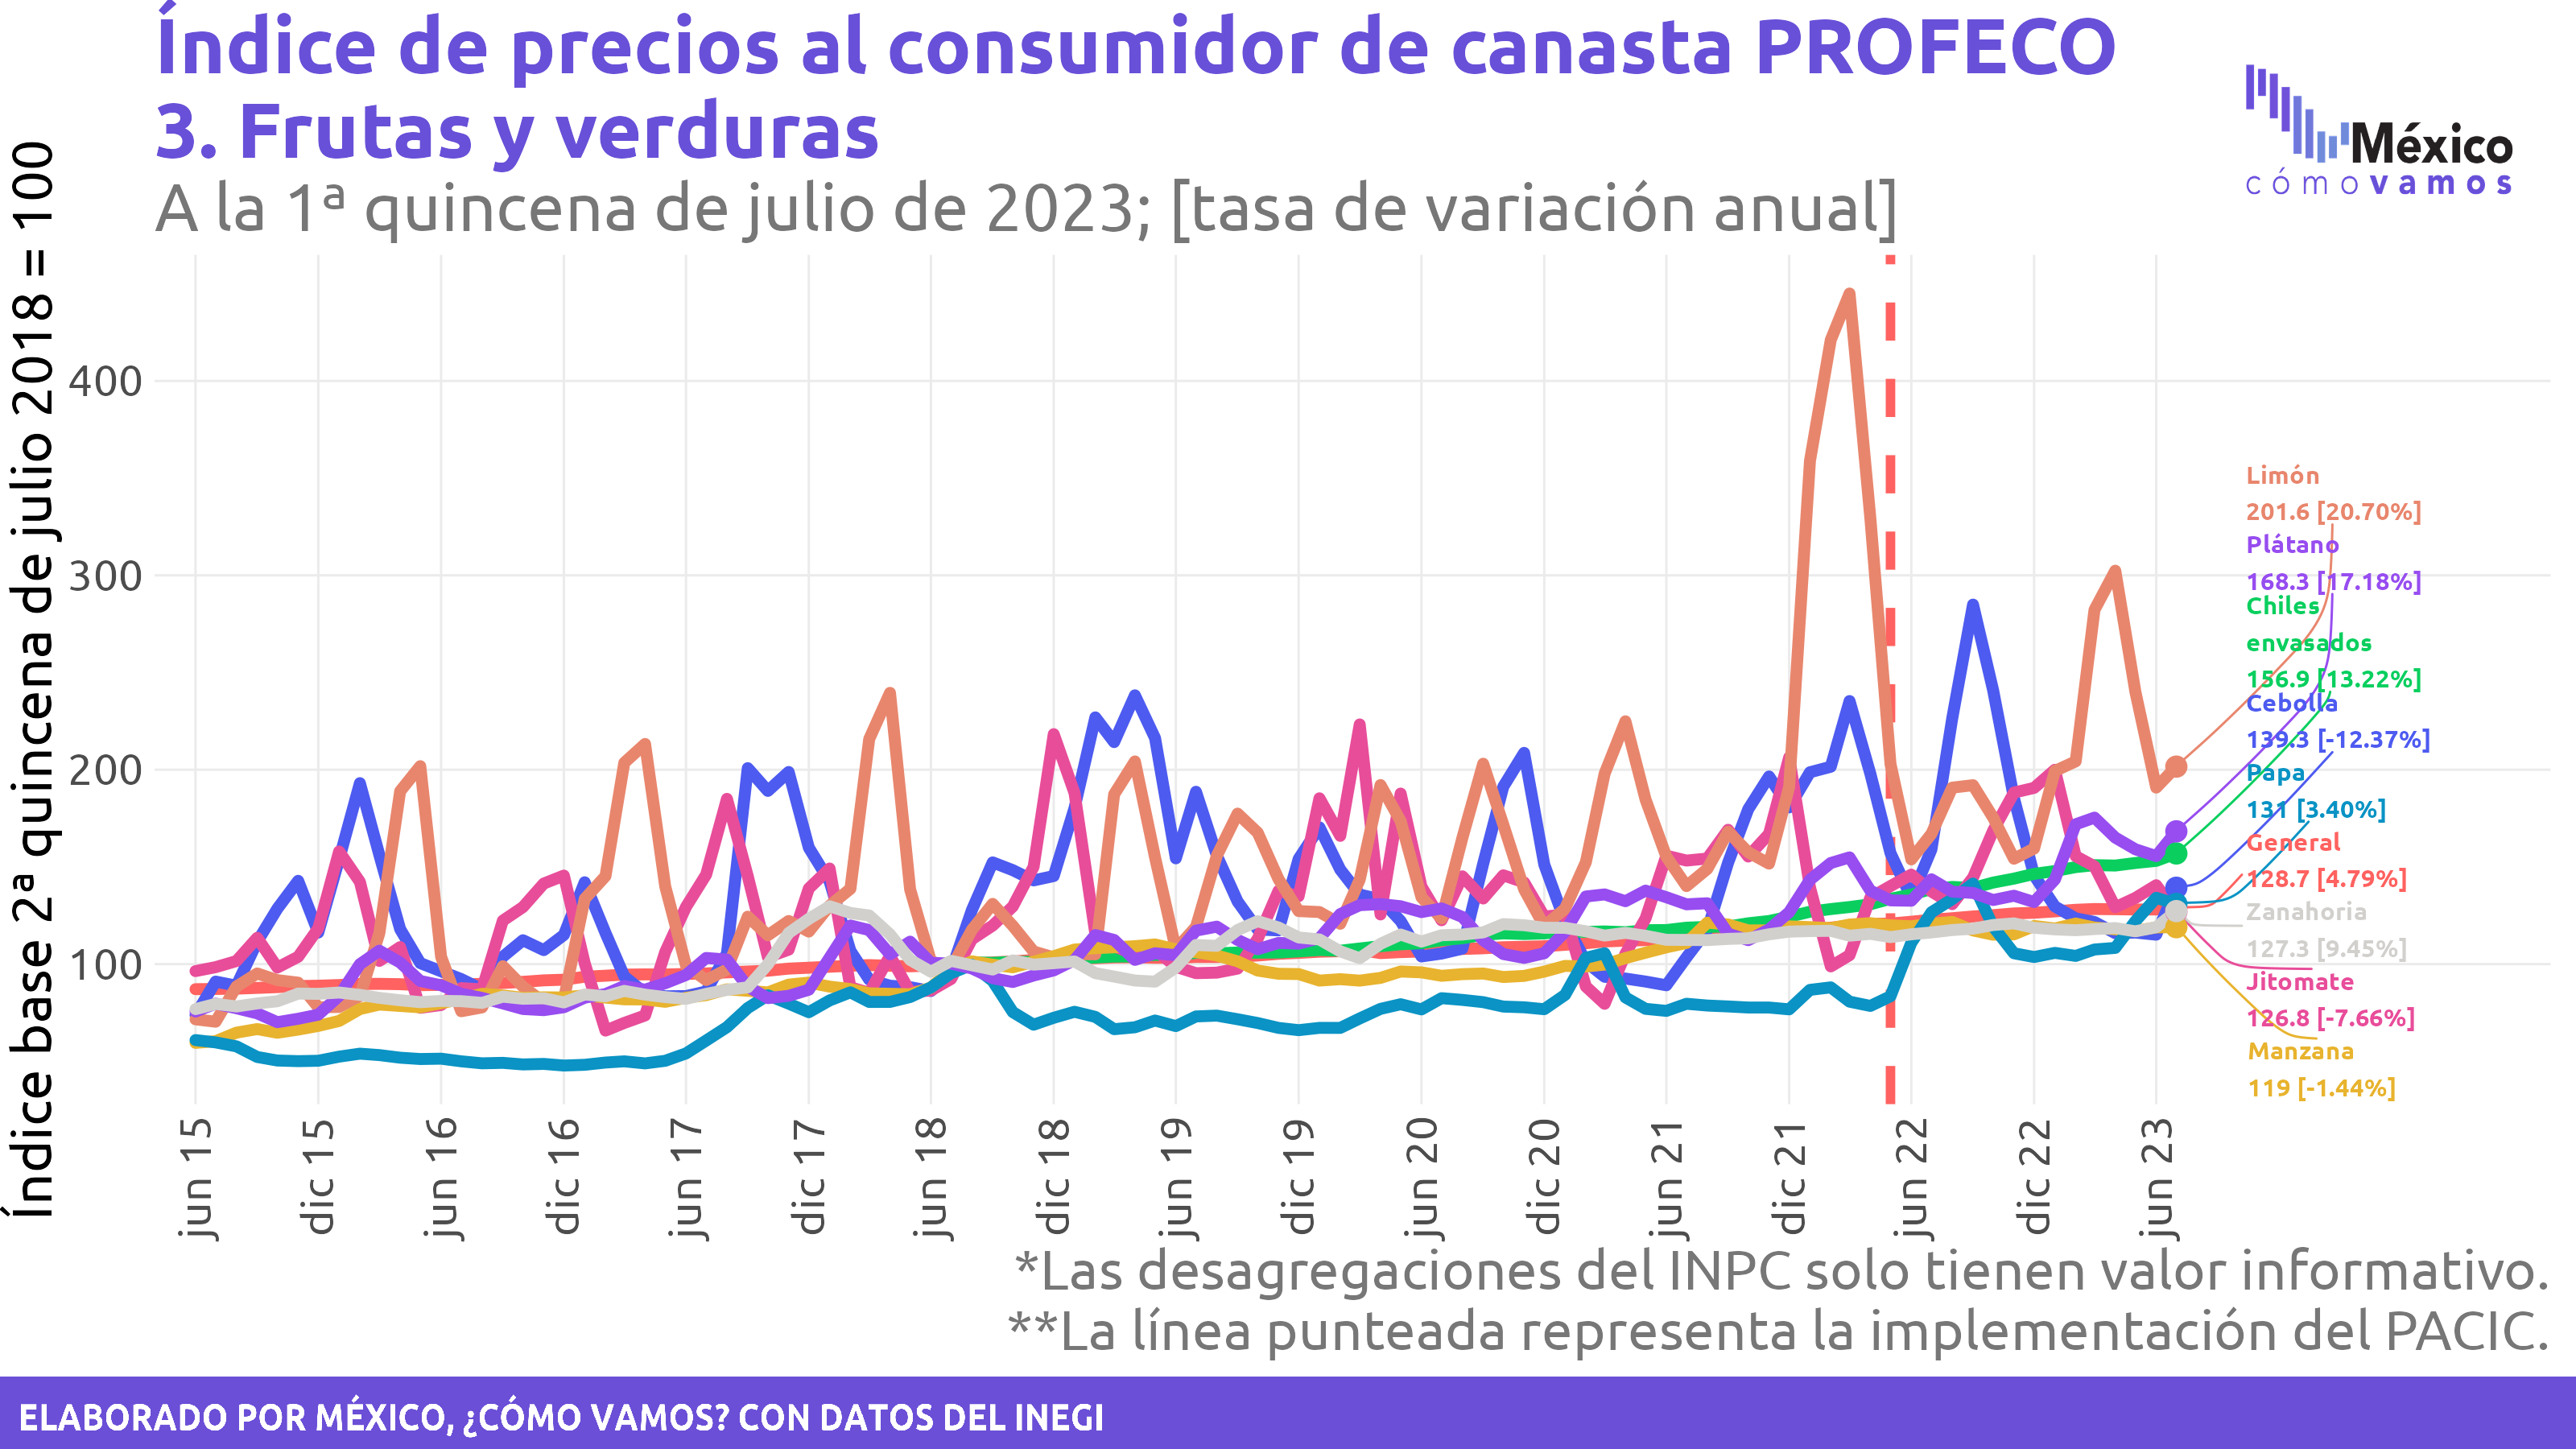 Índice de precios al consumidor de canasta PROFECO
3. Frutas y verduras
A la 1ª quincena de julio de 2023; [tasa de variación anual]
México
cómo vamos
Índice base 2ª quincena de julio 2018 = 100
400
300
200
100
Limón
201.6 [20.70%]
Plátano
168.3 [17.18%]
Chiles
envasados
156.9 [13.22%]
Cebolla
139.3 [-12.37%]
Papa
131 [3.40%]
General
128.7 [4.79%]
Zanahoria
127.3 [9.45%]
Jitomate
126.8 [-7.66%]
Manzana
119 [-1.44%]
jun 15
dic 15
jun 16
dic 16
jun 17
dic 17
jun 18
dic 18
jun 19
dic 19
jun 20
dic 20
jun 21
dic 21
jun 22
dic 22
jun 23
*Las desagregaciones del INPC solo tienen valor informativo.
**La línea punteada representa la implementación del PACIC.
ELABORADO POR MÉXICO, ¿CÓMO VAMOS? CON DATOS DEL INEGI